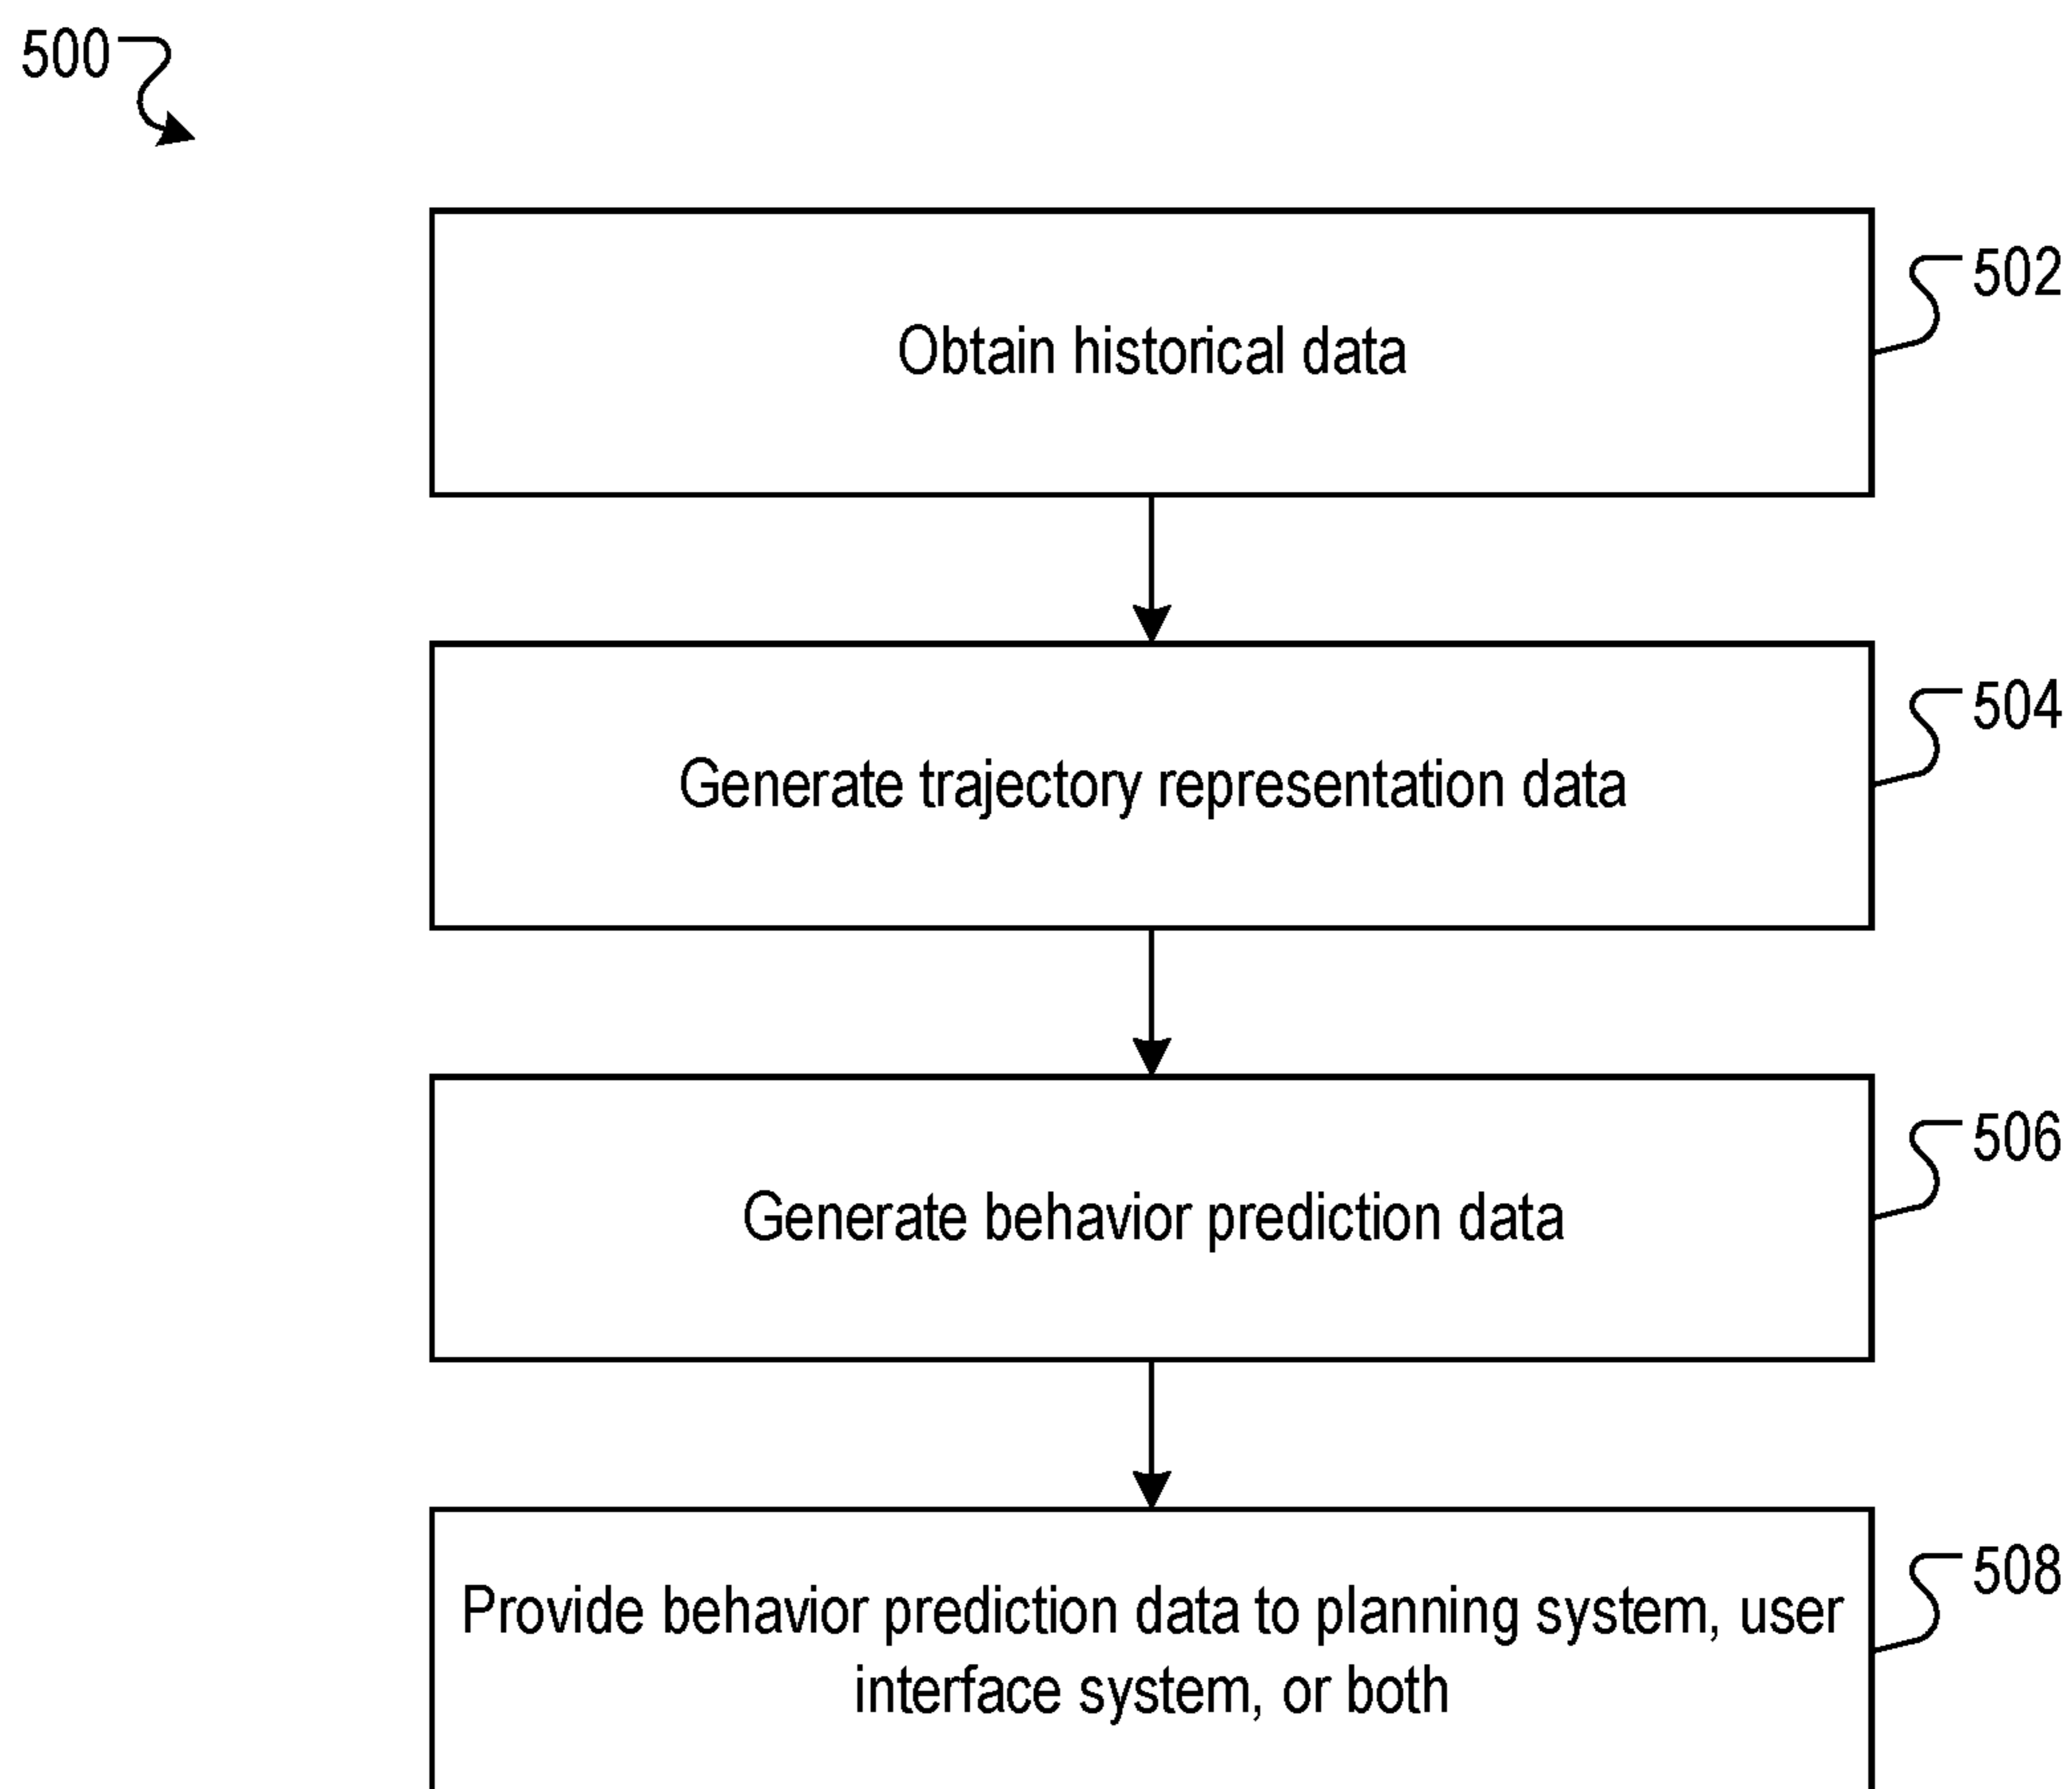 500
502
Obtain historical data
504
Generate trajectory representation data
506
Generate behavior prediction data
508
Provide behavior prediction data to planning system, user
interface system, or both